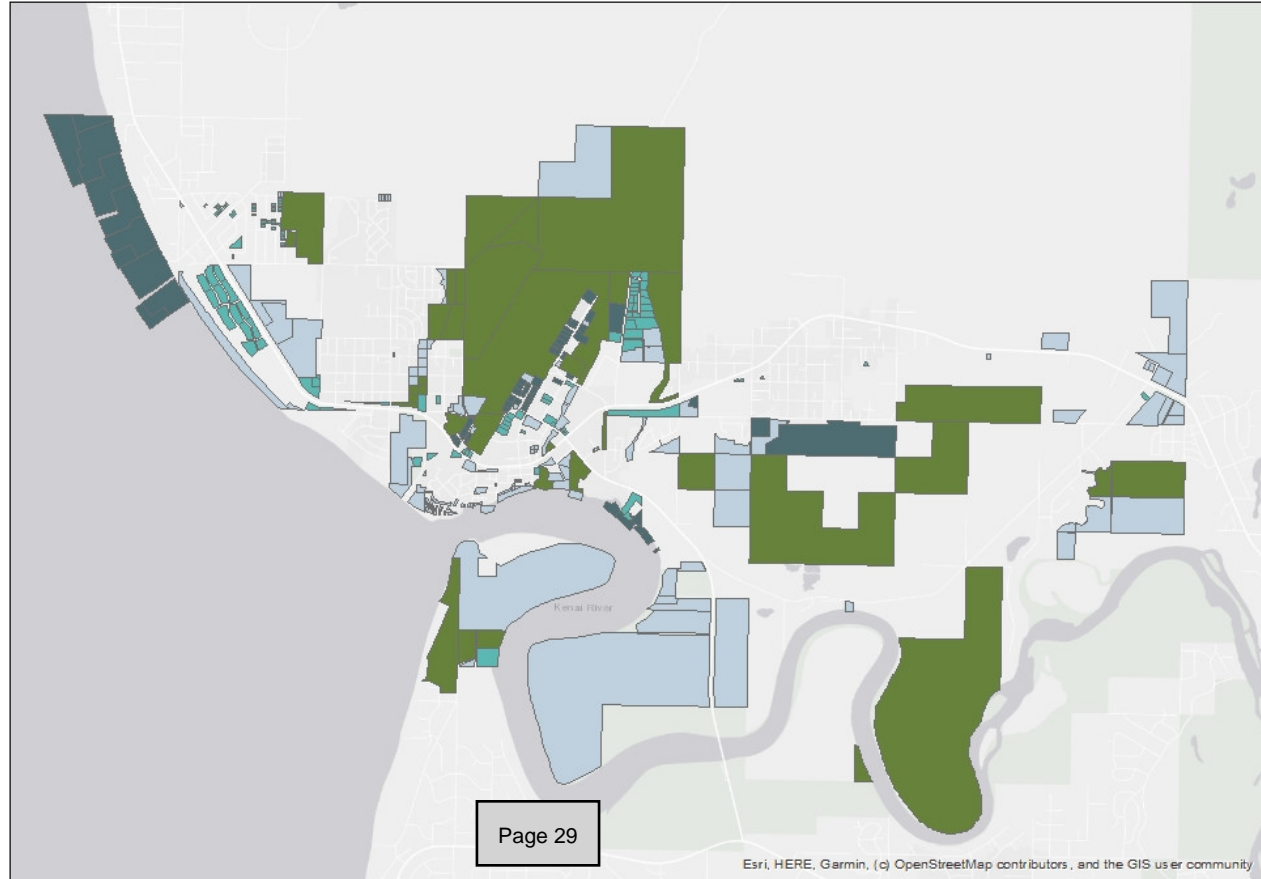 Kenai River
Page 29
Esri, HERE, Garmin, (c) OpenStreetMap contributors, and the GIS user community